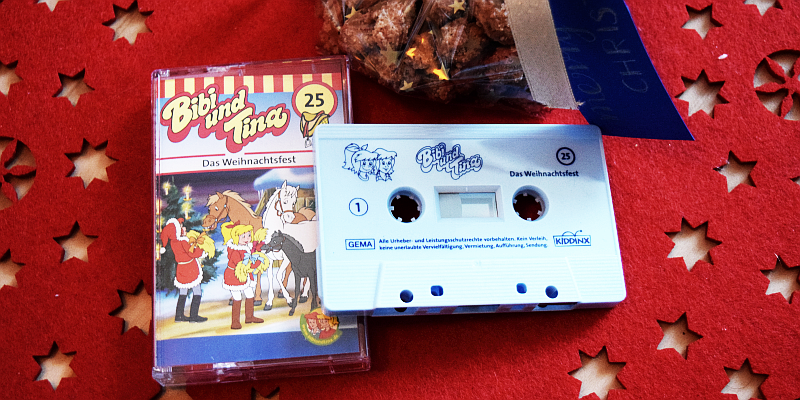 Bibi
und
Tina
25
Das Weihnachtsfest
Bibi
und
Tina
25
Das Weihnachtsfest
1
GEMA
Alle Urheber- und Leistungsschutzrechte vorbehalten. Kein Verleih,
keine unerlaubte Vervielfältigung, Vermietung, Aufführung, Sendung.
KIDDINX
CHRIS